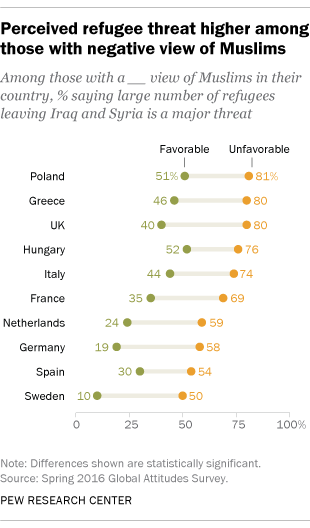 Perceived refugee threat higher among
those with negative view of Muslims
Among those with a __ view of Muslims in their
country, % saying large number of refugees
leaving Iraq and Syria is a major threat
Favorable Unfavorable
Poland 51% 81%
Greece 46 80
UK 40 80
Hungary 52 76
Italy 44 74
France 35 69
Netherlands 24 59
Germany 19 58
Spain 30 54
Sweden 10 50
0 25 50 75 100%
Note: Differences shown are statistically significant.
Source: Spring 2016 Global Attitudes Survey.
PEW RESEARCH CENTER